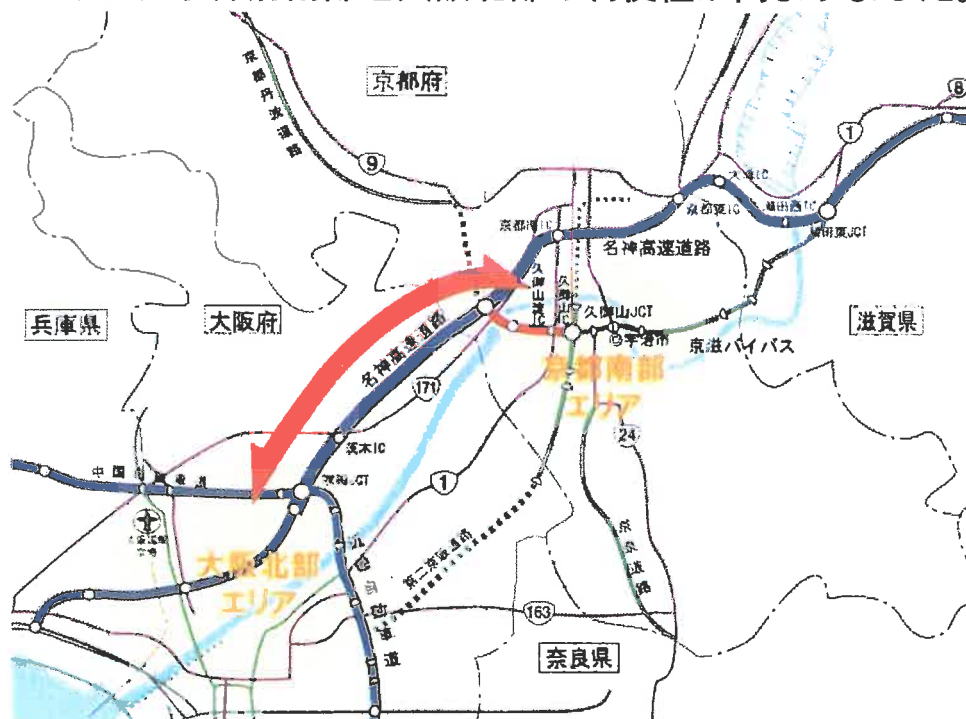 京都府
京都丹波道路
9
8
1
大津IC
京都東IC
瀬田西IC
瀬田東JCT
京都南IC
名神高速道路
久御山淀IC
久御山IC
久御山JCT
宇治市
京滋バイパス
滋賀県
兵庫県
大阪府
名神高速道路
171
京都南部
エリア
24
茨木IC
1
吹田JCT
大阪北部
エリア
第二京阪道路
京奈道路
163
奈良県